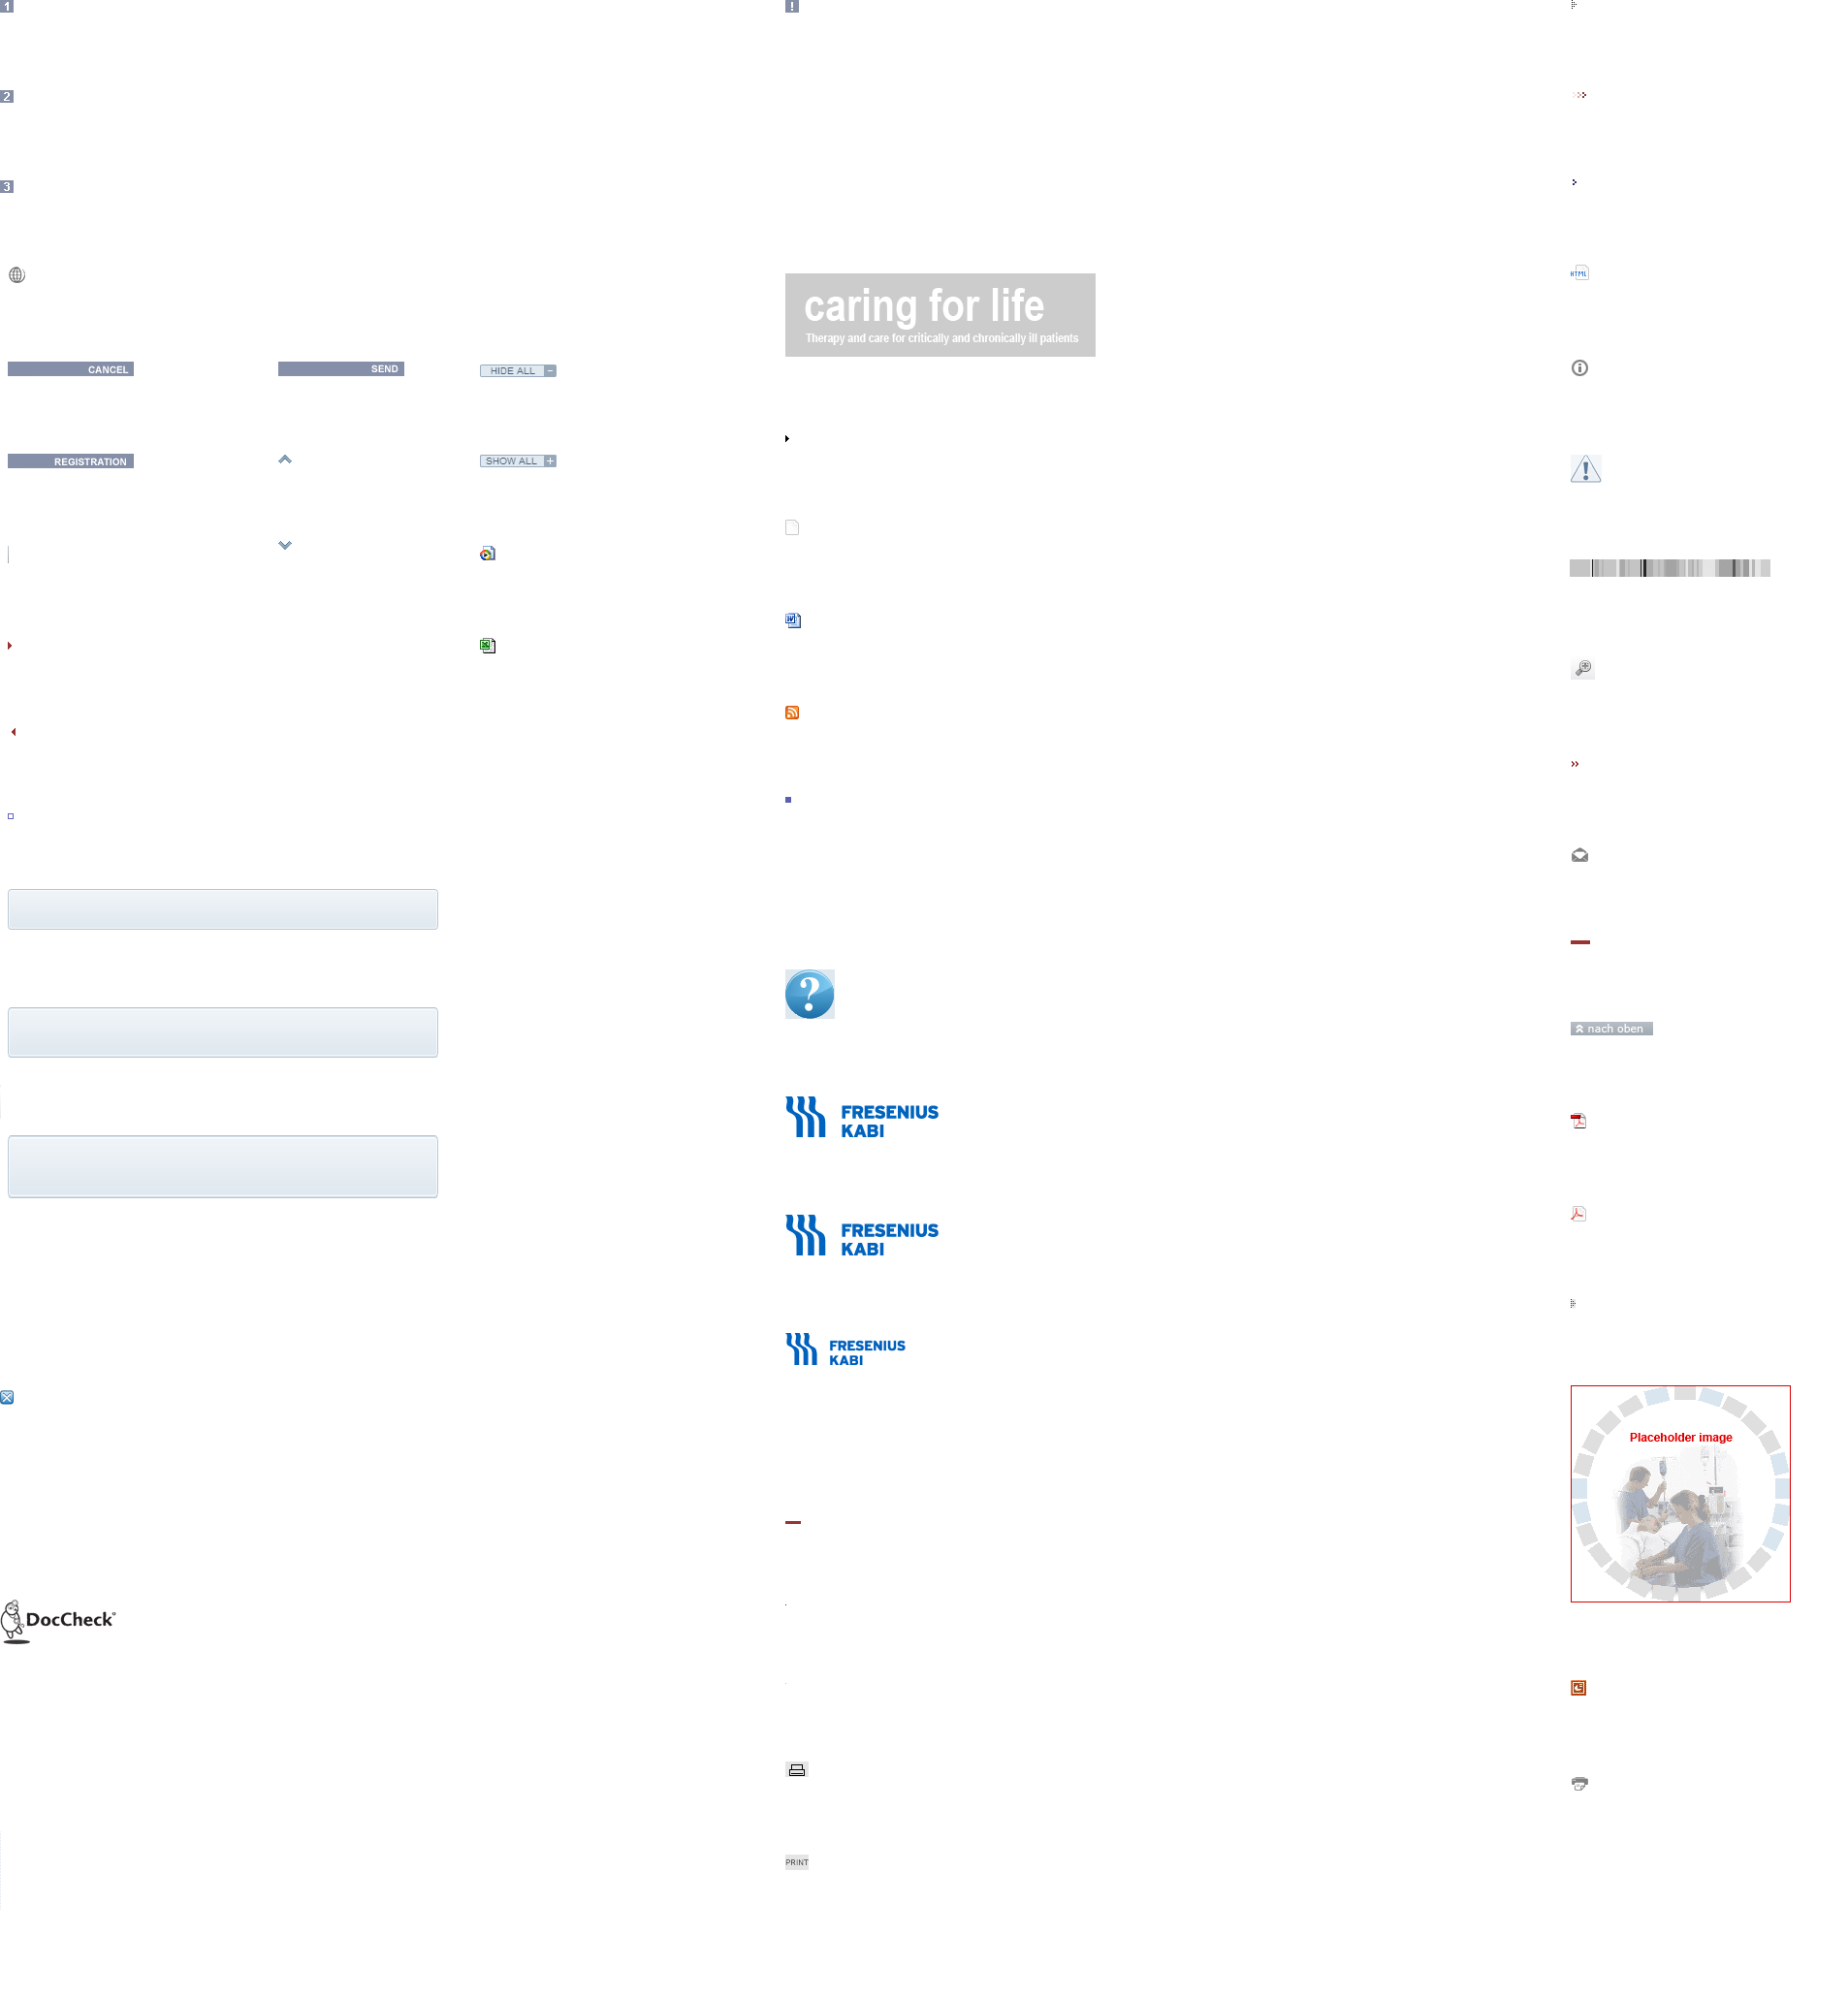 1
!
2
3
HTML
caring for life
Therapy and care for critically and chronically ill patients
CANCEL
SEND
HIDE ALL -
REGISTRATION
SHOW ALL +
!
W
?
nach oben
FRESENIUS
KABI
FRESENIUS
KABI
FRESENIUS
KABI
Placeholder image
DocCheck®
PRINT